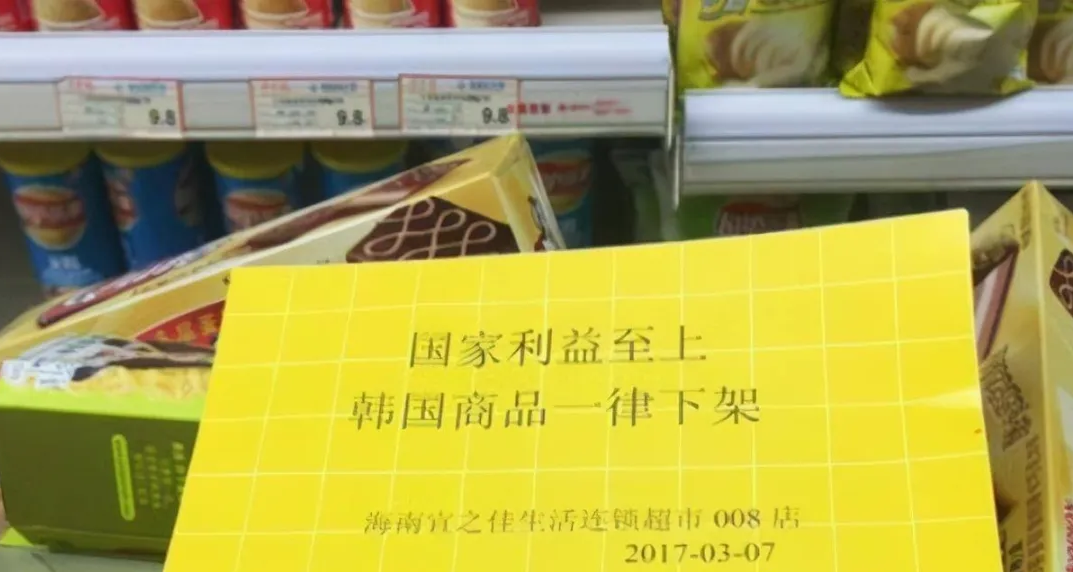 9.8
9.8
9.8
国家利益至上
韩国商品一律下架
海南宜之佳生活连锁超市 008 店
2017-03-07